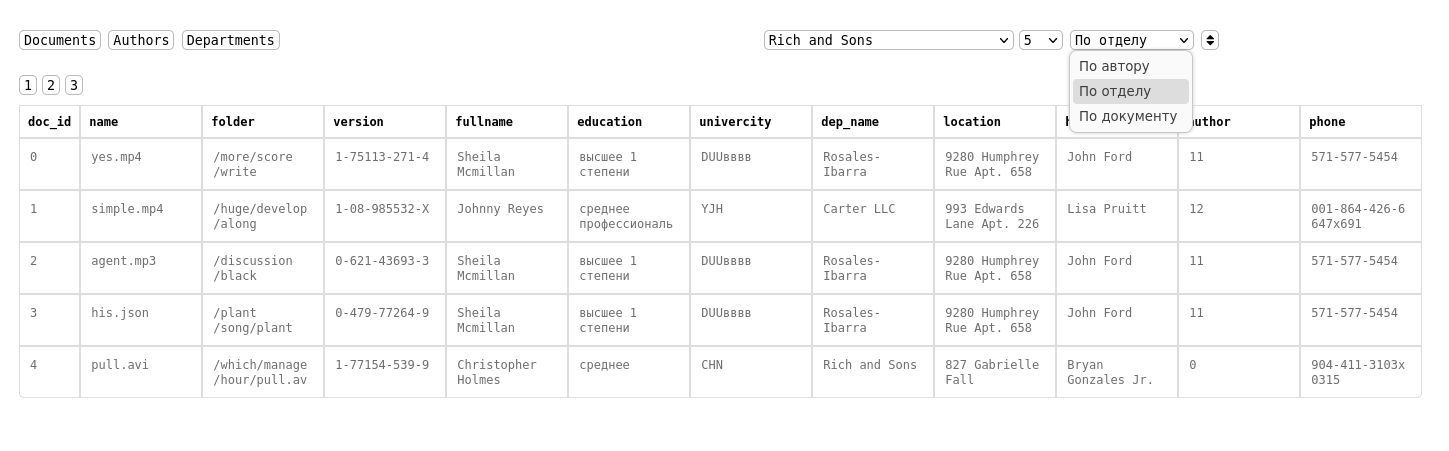 Documents Authors Departments Rich and Sons 5 По отделу
По автору
По отделу
По документу
1 2 3
doc_id name folder version fullname education univercity dep_name location phone
0 yes.mp4 /more/score 1-75113-271-4 Sheila высшее 1 DUUвввв Rosales- 9280 Humphrey John Ford 11 571-577-5454
/write Mcmillan степени Ibarra Rue Apt. 658
1 simple.mp4 /huge/develop 1-08-985532-X Johnny Reyes среднее YJH Carter LLC 993 Edwards Lisa Pruitt 12 001-864-426-6
/along профессиональ Lane Apt. 226 647x691
2 agent.mp3 /discussion 0-621-43693-3 Sheila высшее 1 DUUвввв Rosales- 9280 Humphrey John Ford 11 571-577-5454
/black Mcmillan степени Ibarra Rue Apt. 658
3 his.json /plant 0-479-77264-9 Sheila высшее 1 DUUвввв Rosales- 9280 Humphrey John Ford 11 571-577-5454
/song/plant Mcmillan степени Ibarra Rue Apt. 658
4 pull.avi /which/manage 1-77154-539-9 Christopher среднее CHN Rich and Sons 827 Gabrielle Bryan 0 904-411-3103x
/hour/pull.av Holmes Fall Gonzales Jr. 0315